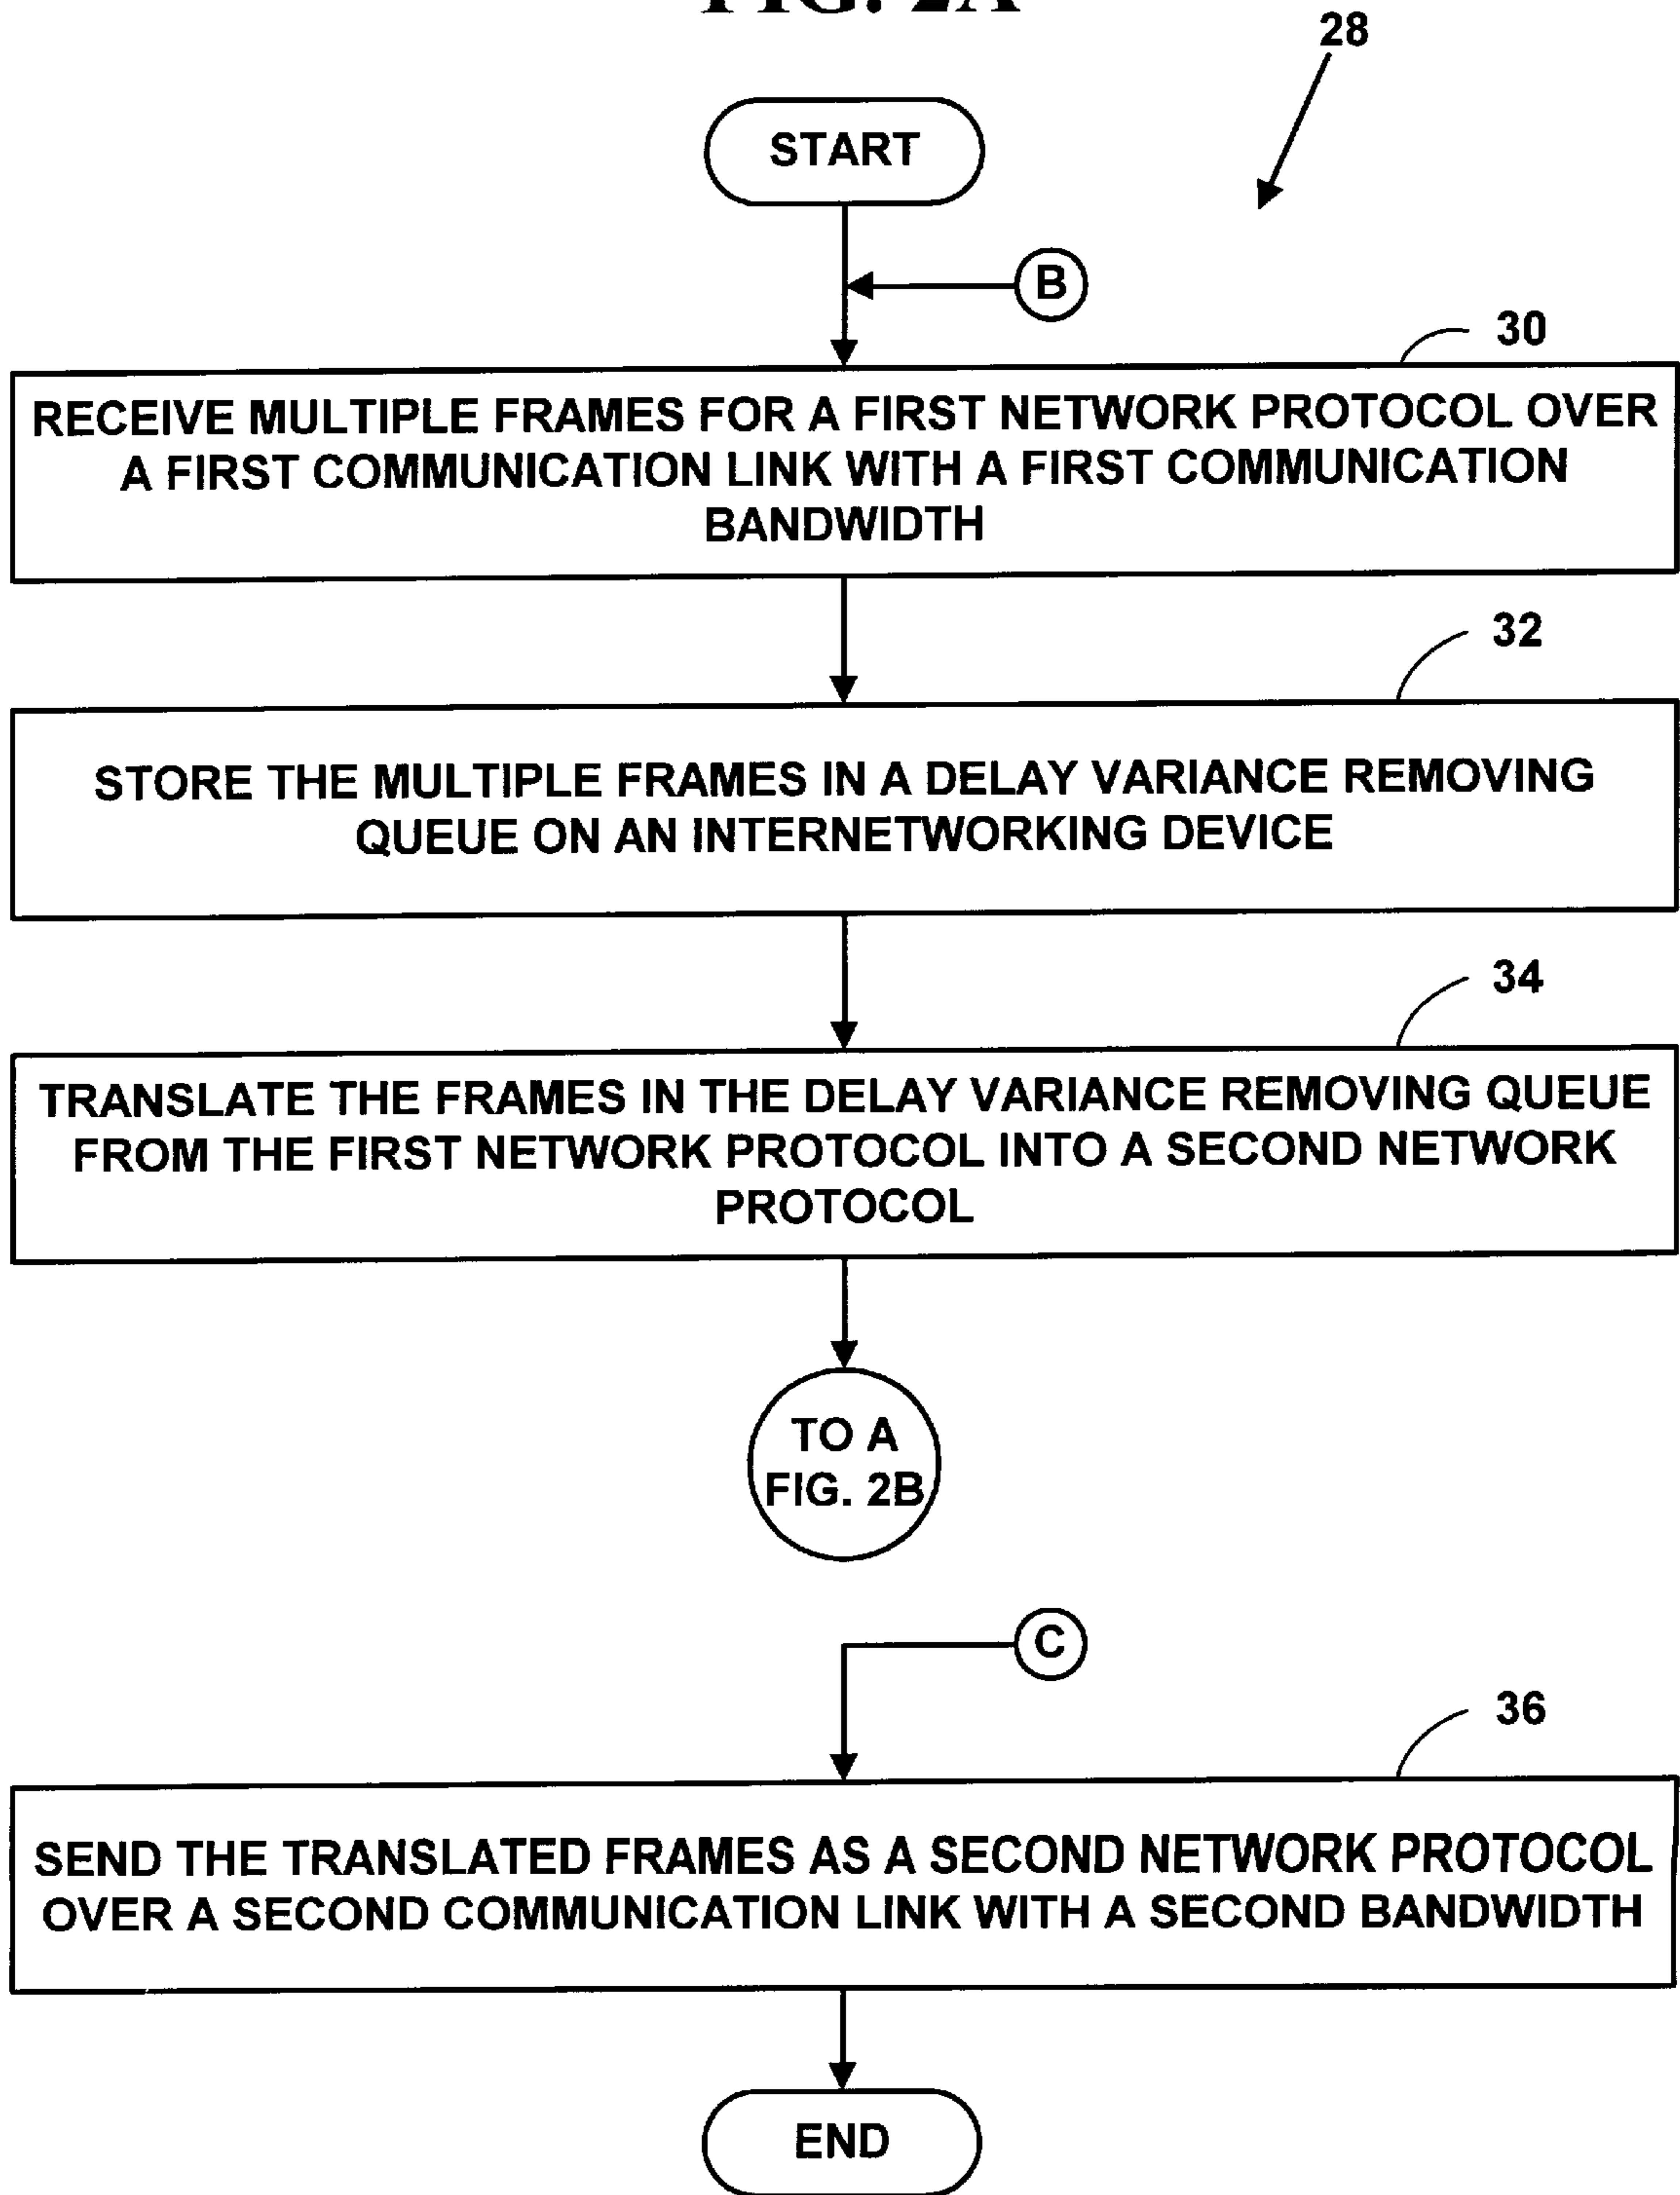 FIG. 2A
28
START
B
30
RECEIVE MULTIPLE FRAMES FOR A FIRST NETWORK PROTOCOL OVER
A FIRST COMMUNICATION LINK WITH A FIRST COMMUNICATION
BANDWIDTH
32
STORE THE MULTIPLE FRAMES IN A DELAY VARIANCE REMOVING
QUEUE ON AN INTERNETWORKING DEVICE
34
TRANSLATE THE FRAMES IN THE DELAY VARIANCE REMOVING QUEUE
FROM THE FIRST NETWORK PROTOCOL INTO A SECOND NETWORK
PROTOCOL
TO A
FIG. 2B
C
36
SEND THE TRANSLATED FRAMES AS A SECOND NETWORK PROTOCOL
OVER A SECOND COMMUNICATION LINK WITH A SECOND BANDWIDTH
END